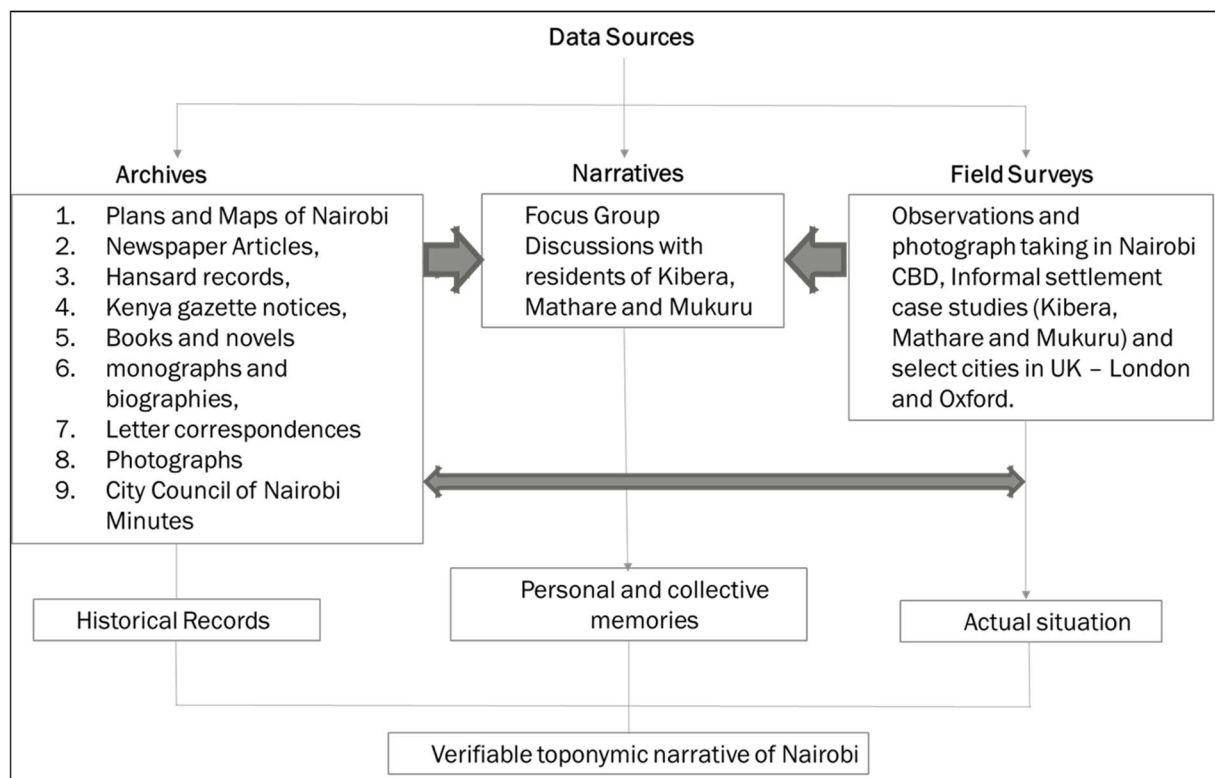 Data Sources
Archives
1. Plans and Maps of Nairobi
2. Newspaper Articles,
3. Hansard records,
4. Kenya gazette notices,
5. Books and novels
6. monographs and
biographies,
7. Letter correspondences
8. Photographs
9. City Council of Nairobi
Minutes
Narratives
Focus Group
Discussions with
residents of Kibera,
Mathare and Mukuru
Field Surveys
Observations and
photograph taking in Nairobi
CBD, Informal settlement
case studies (Kibera,
Mathare and Mukuru) and
select cities in UK – London
and Oxford.
Historical Records
Personal and collective
memories
Actual situation
Verifiable toponymic narrative of Nairobi